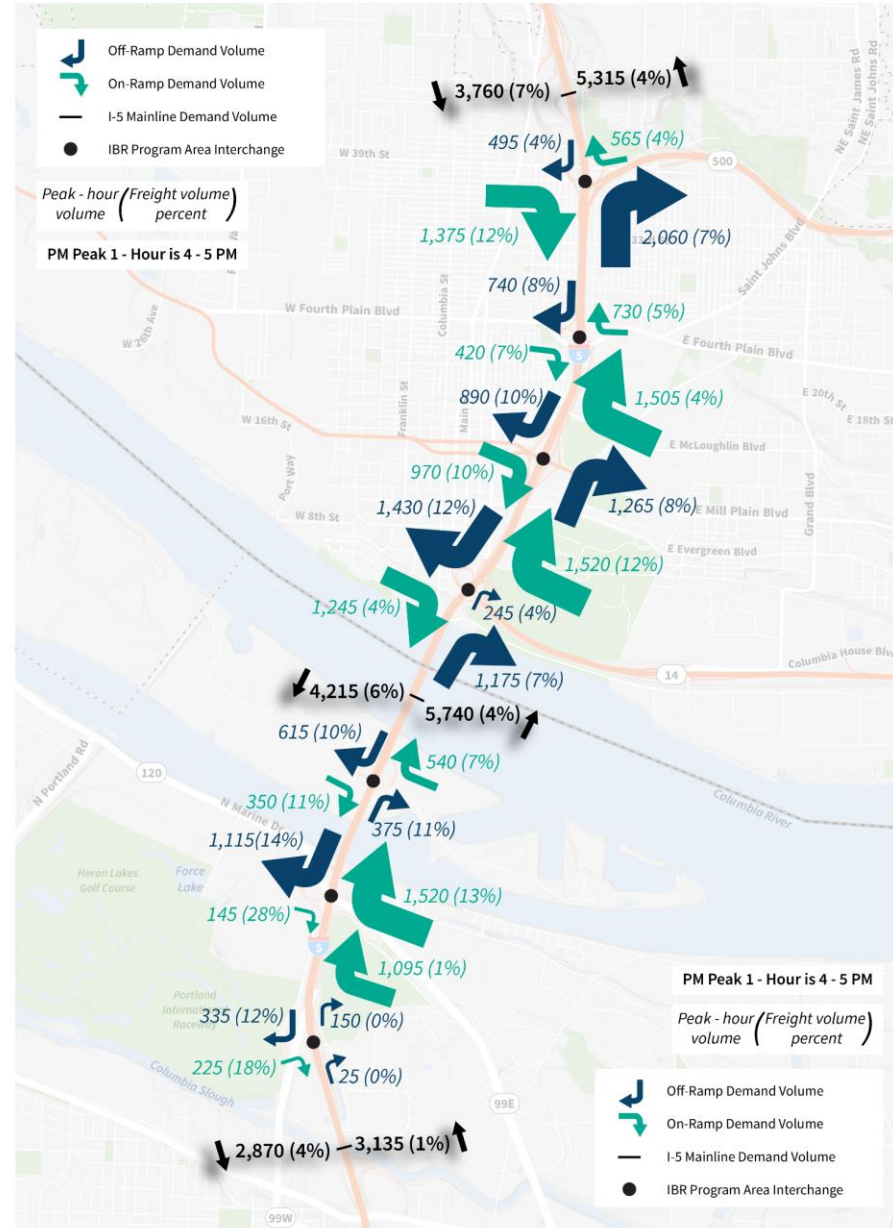 Off-Ramp Demand Volume
On-Ramp Demand Volume
I-5 Mainline Demand Volume
IBR Program Area Interchange
Peak - hour
volume
(Freight volume
percent)
PM Peak 1 - Hour is 4 - 5 PM
3,760 (7%)
5,315 (4%)
NE Saint James Rd
NE Saint Johns Rd
W 39th St
495 (4%)
565 (4%)
500
1,375 (12%)
2,060 (7%)
Saint Johns Blvd
740 (8%)
730 (5%)
W Fourth Plain Blvd
W 26th Ave
Columbia St
5
E Fourth Plain Blvd
420 (7%)
890 (10%)
1,505 (4%)
E 20th St
E 18th St
Franklin St
Main
W 16th St
Port Way
E McLoughlin Blvd
970 (10%)
1,265 (8%)
Grand Blvd
1,430 (12%)
E Mill Plain Blvd
W 8th St
E Evergreen Blvd
1,520 (12%)
1,245 (4%)
245 (4%)
Columbia House Blv
14
1,175 (7%)
4,215 (6%)
5,740 (4%)
615 (10%)
540 (7%)
N Portland Rd
120
N Marine Dr
350 (11%)
375 (11%)
Columbia River
1,115(14%)
Heron Lakes
Golf Course
Force
Lake
1,520 (13%)
145 (28%)
5
1,095 (1%)
Portland
Internation
Raceway
335 (12%)
150 (0%)
225 (18%)
25 (0%)
Columbia Slough
99E
2,870 (4%)
3,135 (1%)
99W
PM Peak 1 - Hour is 4 - 5 PM
Peak - hour
volume
(Freight volume
percent)
Off-Ramp Demand Volume
On-Ramp Demand Volume
I-5 Mainline Demand Volume
IBR Program Area Interchange